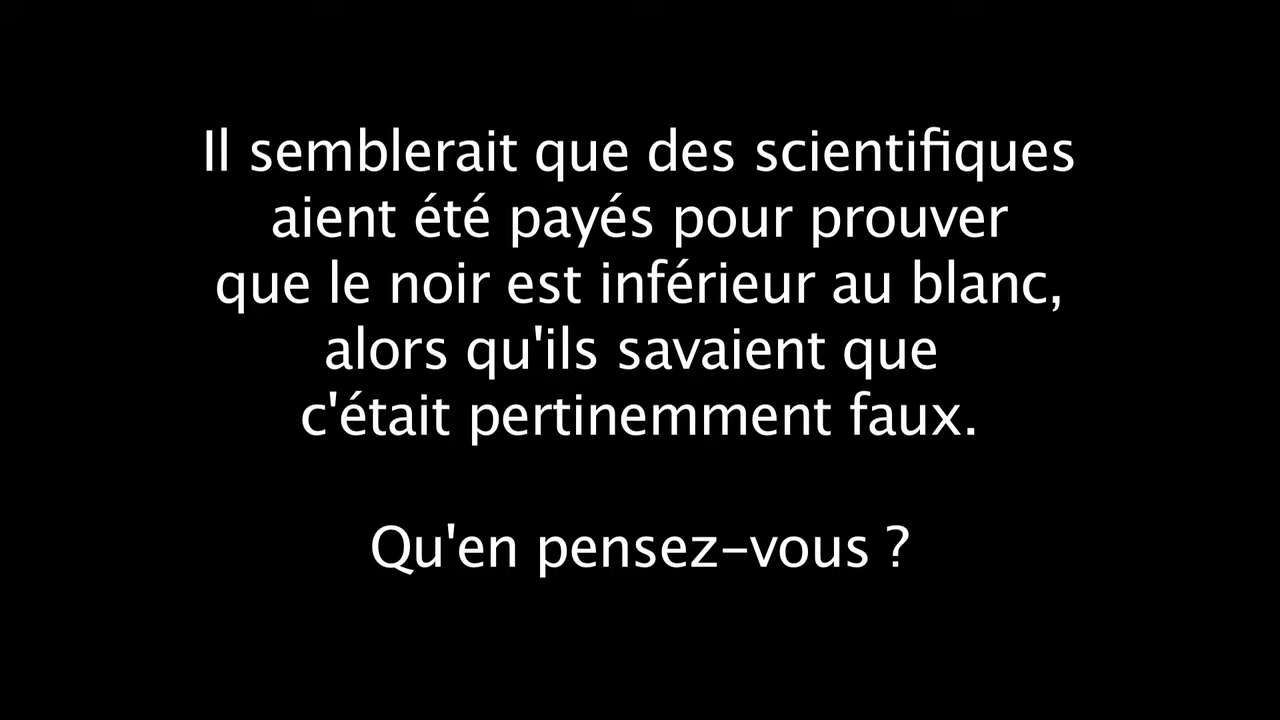 Il semblerait que des scientifiques
aient été payés pour prouver
que le noir est inférieur au blanc,
alors qu'ils savaient que
c'était pertinemment faux.
Qu'en pensez-vous ?